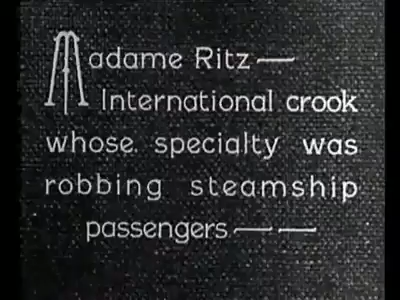 Madame Ritz —
International crook
whose specialty was
robbing steamship
passengers — —